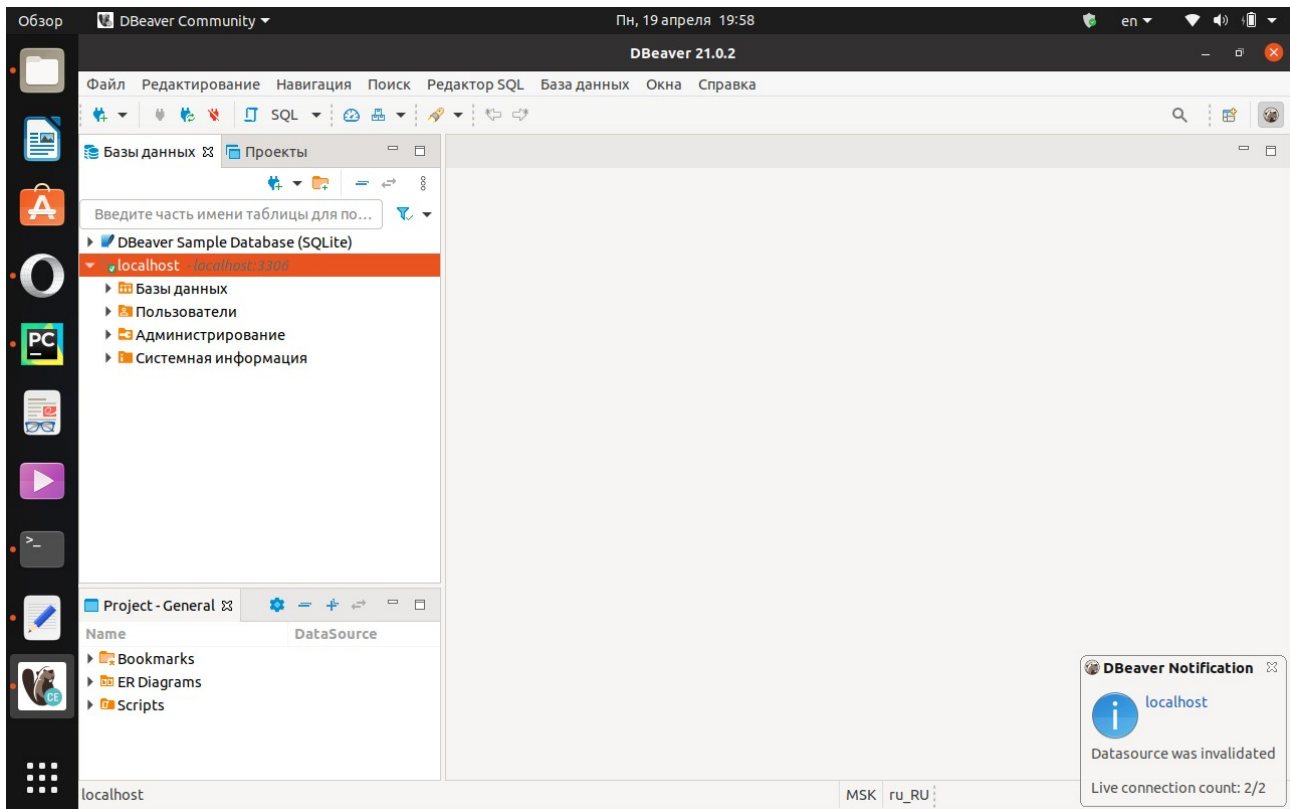 Обзор DBeaver Community Пн, 19 апреля 19:58 en
DBeaver 21.0.2
Файл Редактирование Навигация Поиск Редактор SQL База данных Окна Справка
SQL
Базы данных Проекты
Введите часть имени таблицы для по...
DBeaver Sample Database (SQLite)
localhost - localhost:3306
Базы данных
Пользователи
Администрирование
Системная информация
PC
>_
Project - General
Name DataSource
Bookmarks
ER Diagrams
Scripts
CE
DBeaver Notification
localhost
Datasource was invalidated
Live connection count: 2/2
localhost MSK ru_RU